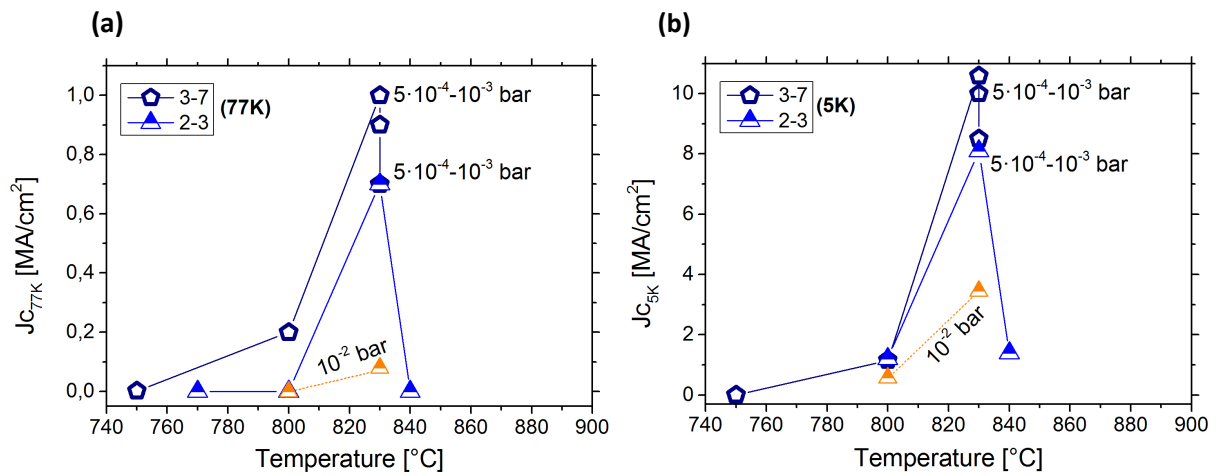 (a)
3-7
2-3
(77K)
5·10⁻⁴-10⁻³ bar
5·10⁻⁴-10⁻³ bar
10⁻² bar
1,0
0,8
0,6
0,4
0,2
0,0
Jc77K [MA/cm²]
740 760 780 800 820 840 860 880 900
Temperature [°C]
(b)
3-7
2-3
(5K)
5·10⁻⁴-10⁻³ bar
5·10⁻⁴-10⁻³ bar
10⁻² bar
10
8
6
4
2
0
Jc5K [MA/cm²]
740 760 780 800 820 840 860 880 900
Temperature [°C]